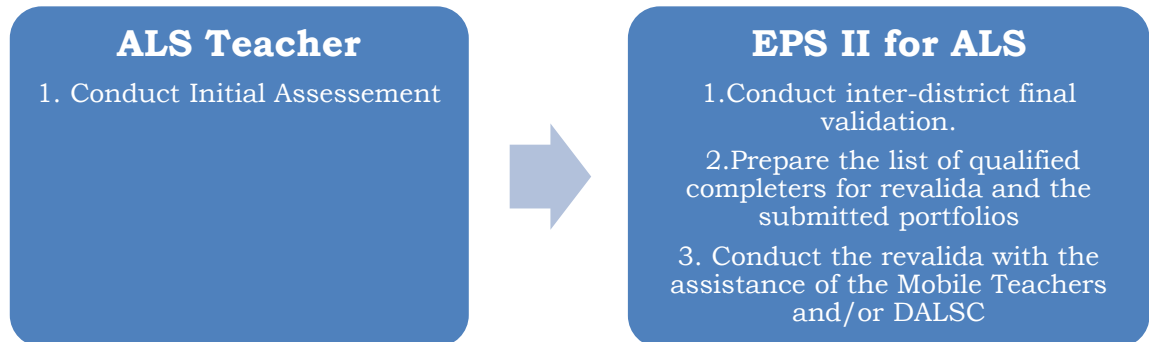 ALS Teacher
1. Conduct Initial Assessement
EPS II for ALS
1.Conduct inter-district final
validation.
2.Prepare the list of qualified
completers for revalida and the
submitted portfolios
3. Conduct the revalida with the
assistance of the Mobile Teachers
and/or DALSC